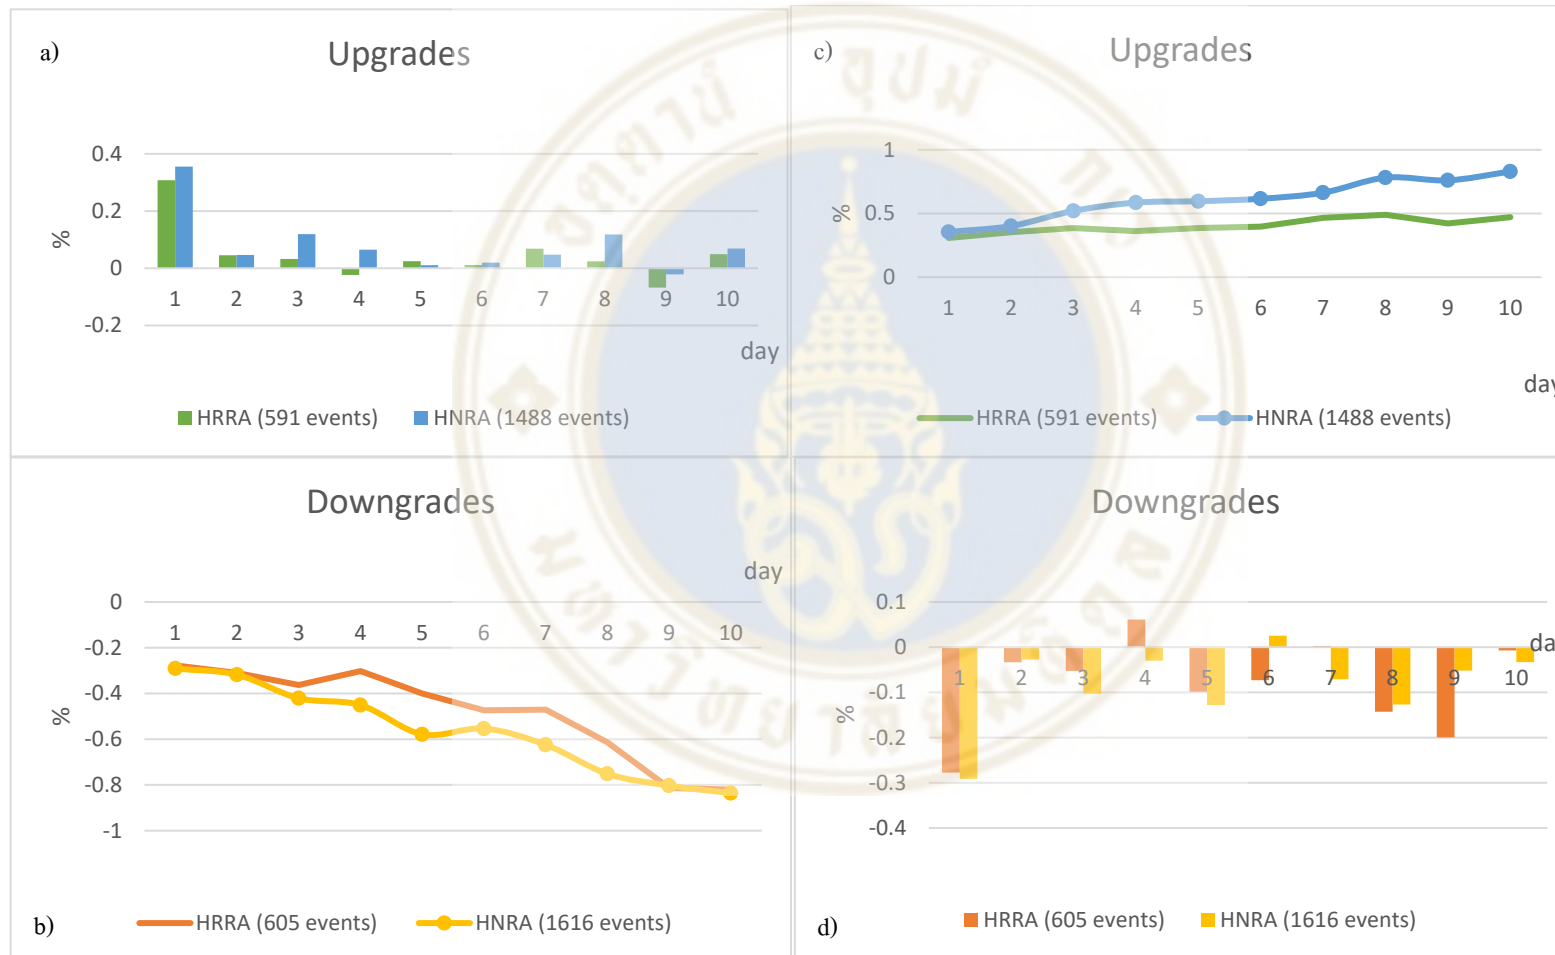 a)
Upgrades
0.4
0.2
0
-0.2
%
1 2 3 4 5 6 7 8 9 10
day
HRRA (591 events) HNRA (1488 events)
c)
Upgrades
1
0.5
0
%
1 2 3 4 5 6 7 8 9 10
day
HRRA (591 events) HNRA (1488 events)
Downgrades
day
0
-0.2
-0.4
-0.6
-0.8
-1
%
1 2 3 4 5 6 7 8 9 10
b)
HRRA (605 events) HNRA (1616 events)
Downgrades
0.1
0
-0.1
-0.2
-0.3
-0.4
%
da
1 2 3 4 5 6 7 8 9 10
d)
HRRA (605 events) HNRA (1616 events)